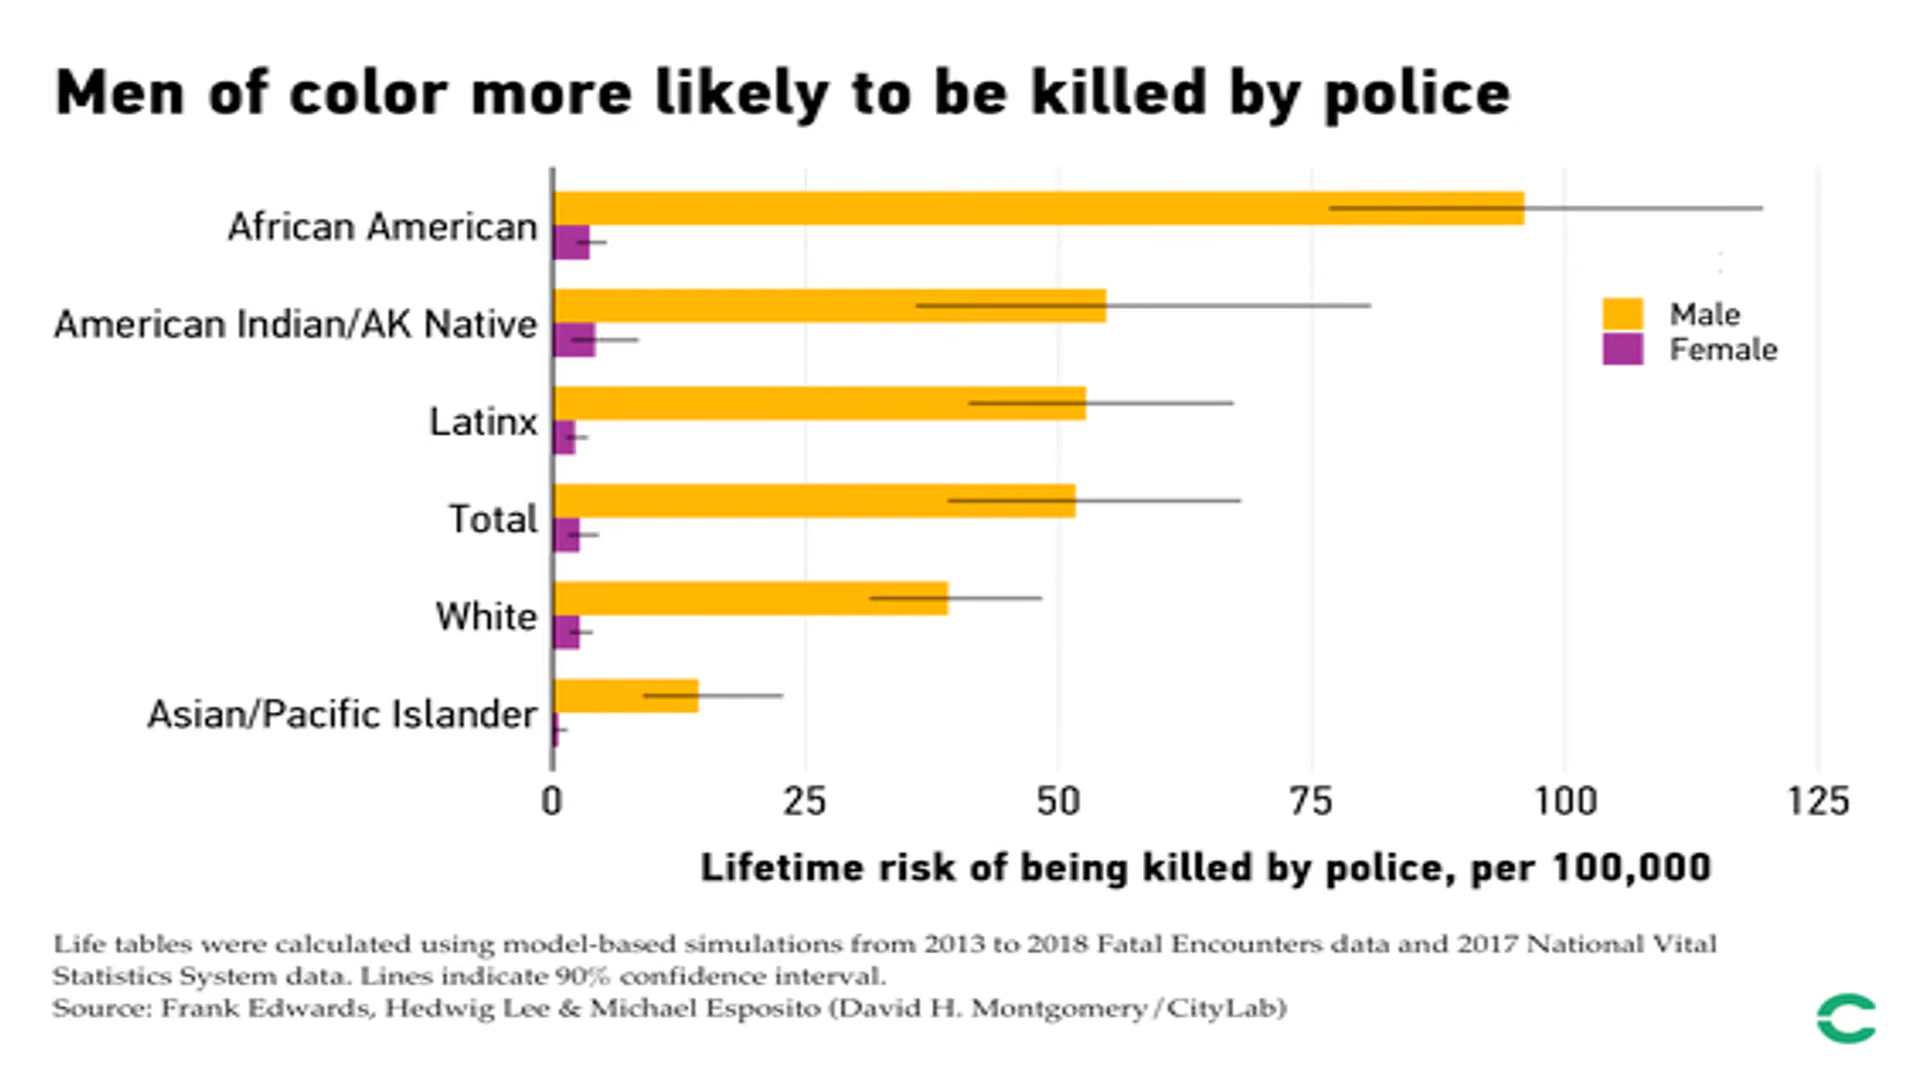 Men of color more likely to be killed by police
African American
American Indian/AK Native
Male
Female
Latinx
Total
White
Asian/Pacific Islander
0 25 50 75 100 125
Lifetime risk of being killed by police, per 100,000
Life tables were calculated using model-based simulations from 2013 to 2018 Fatal Encounters data and 2017 National Vital
Statistics System data. Lines indicate 90% confidence interval.
Source: Frank Edwards, Hedwig Lee & Michael Esposito (David H. Montgomery/CityLab)